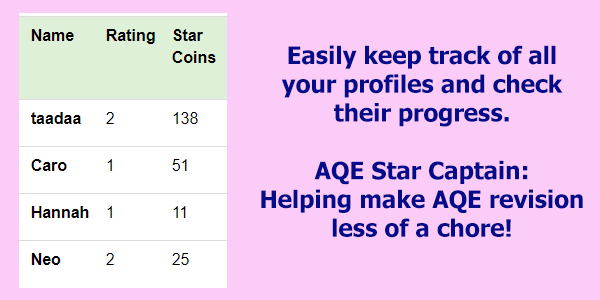 Name Rating Star Coins
taadaa 2 138
Caro 1 51
Hannah 1 11
Neo 2 25
Easily keep track of all
your profiles and check
their progress.
AQE Star Captain:
Helping make AQE revision
less of a chore!